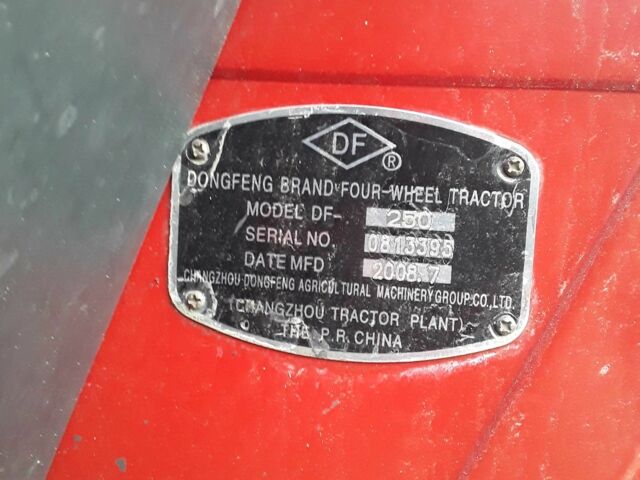 DF®
DONGFENG BRAND FOUR-WHEEL TRACTOR
MODEL DF- 250
SERIAL NO. 0813395
DATE MFD 2008.7
CHANGZHOU DONGFENG AGRICULTURAL MACHINERY GROUP.CO.,LTD.
(CHANGZHOU TRACTOR PLANT)
THE P.R.CHINA